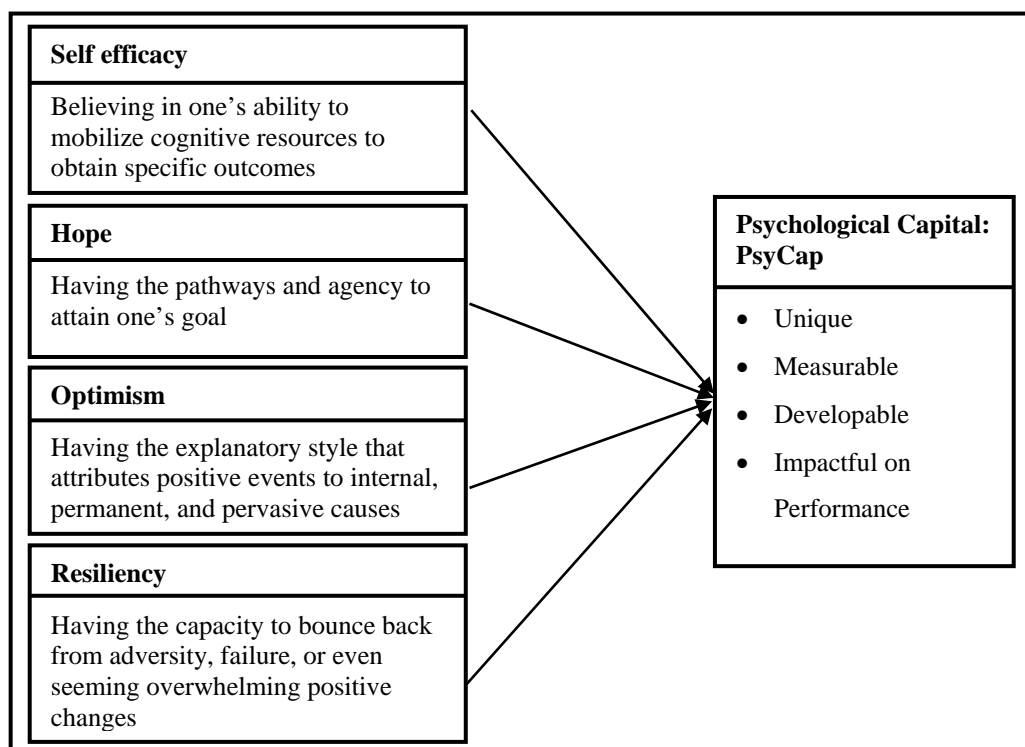 Self efficacy
Believing in one’s ability to
mobilize cognitive resources to
obtain specific outcomes
Hope
Having the pathways and agency to
attain one’s goal
Optimism
Having the explanatory style that
attributes positive events to internal,
permanent, and pervasive causes
Resiliency
Having the capacity to bounce back
from adversity, failure, or even
seeming overwhelming positive
changes
Psychological Capital:
PsyCap
• Unique
• Measurable
• Developable
• Impactful on
Performance